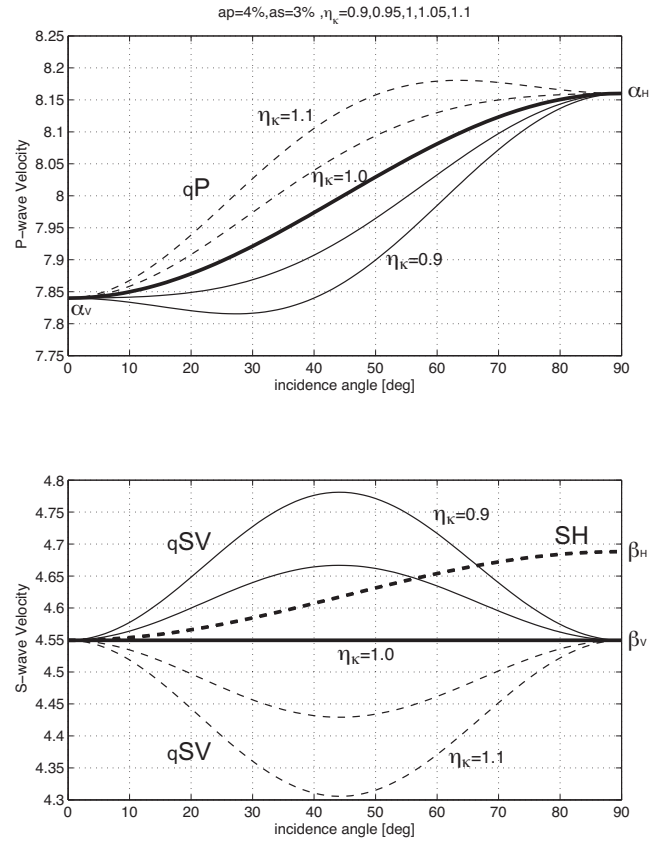 ap=4%,as=3% ,ηκ=0.9,0.95,1,1.05,1.1
8.25
8.2
8.15
8.1
8.05
8
7.95
7.9
7.85
7.8
7.75
P−wave Velocity
ηκ=1.1
qP
ηκ=1.0
ηκ=0.9
αV
αH
0 10 20 30 40 50 60 70 80 90
incidence angle [deg]
4.8
4.75
4.7
4.65
4.6
4.55
4.5
4.45
4.4
4.35
4.3
S−wave Velocity
qSV
ηκ=0.9
SH
βH
βV
ηκ=1.0
qSV
ηκ=1.1
0 10 20 30 40 50 60 70 80 90
incidence angle [deg]